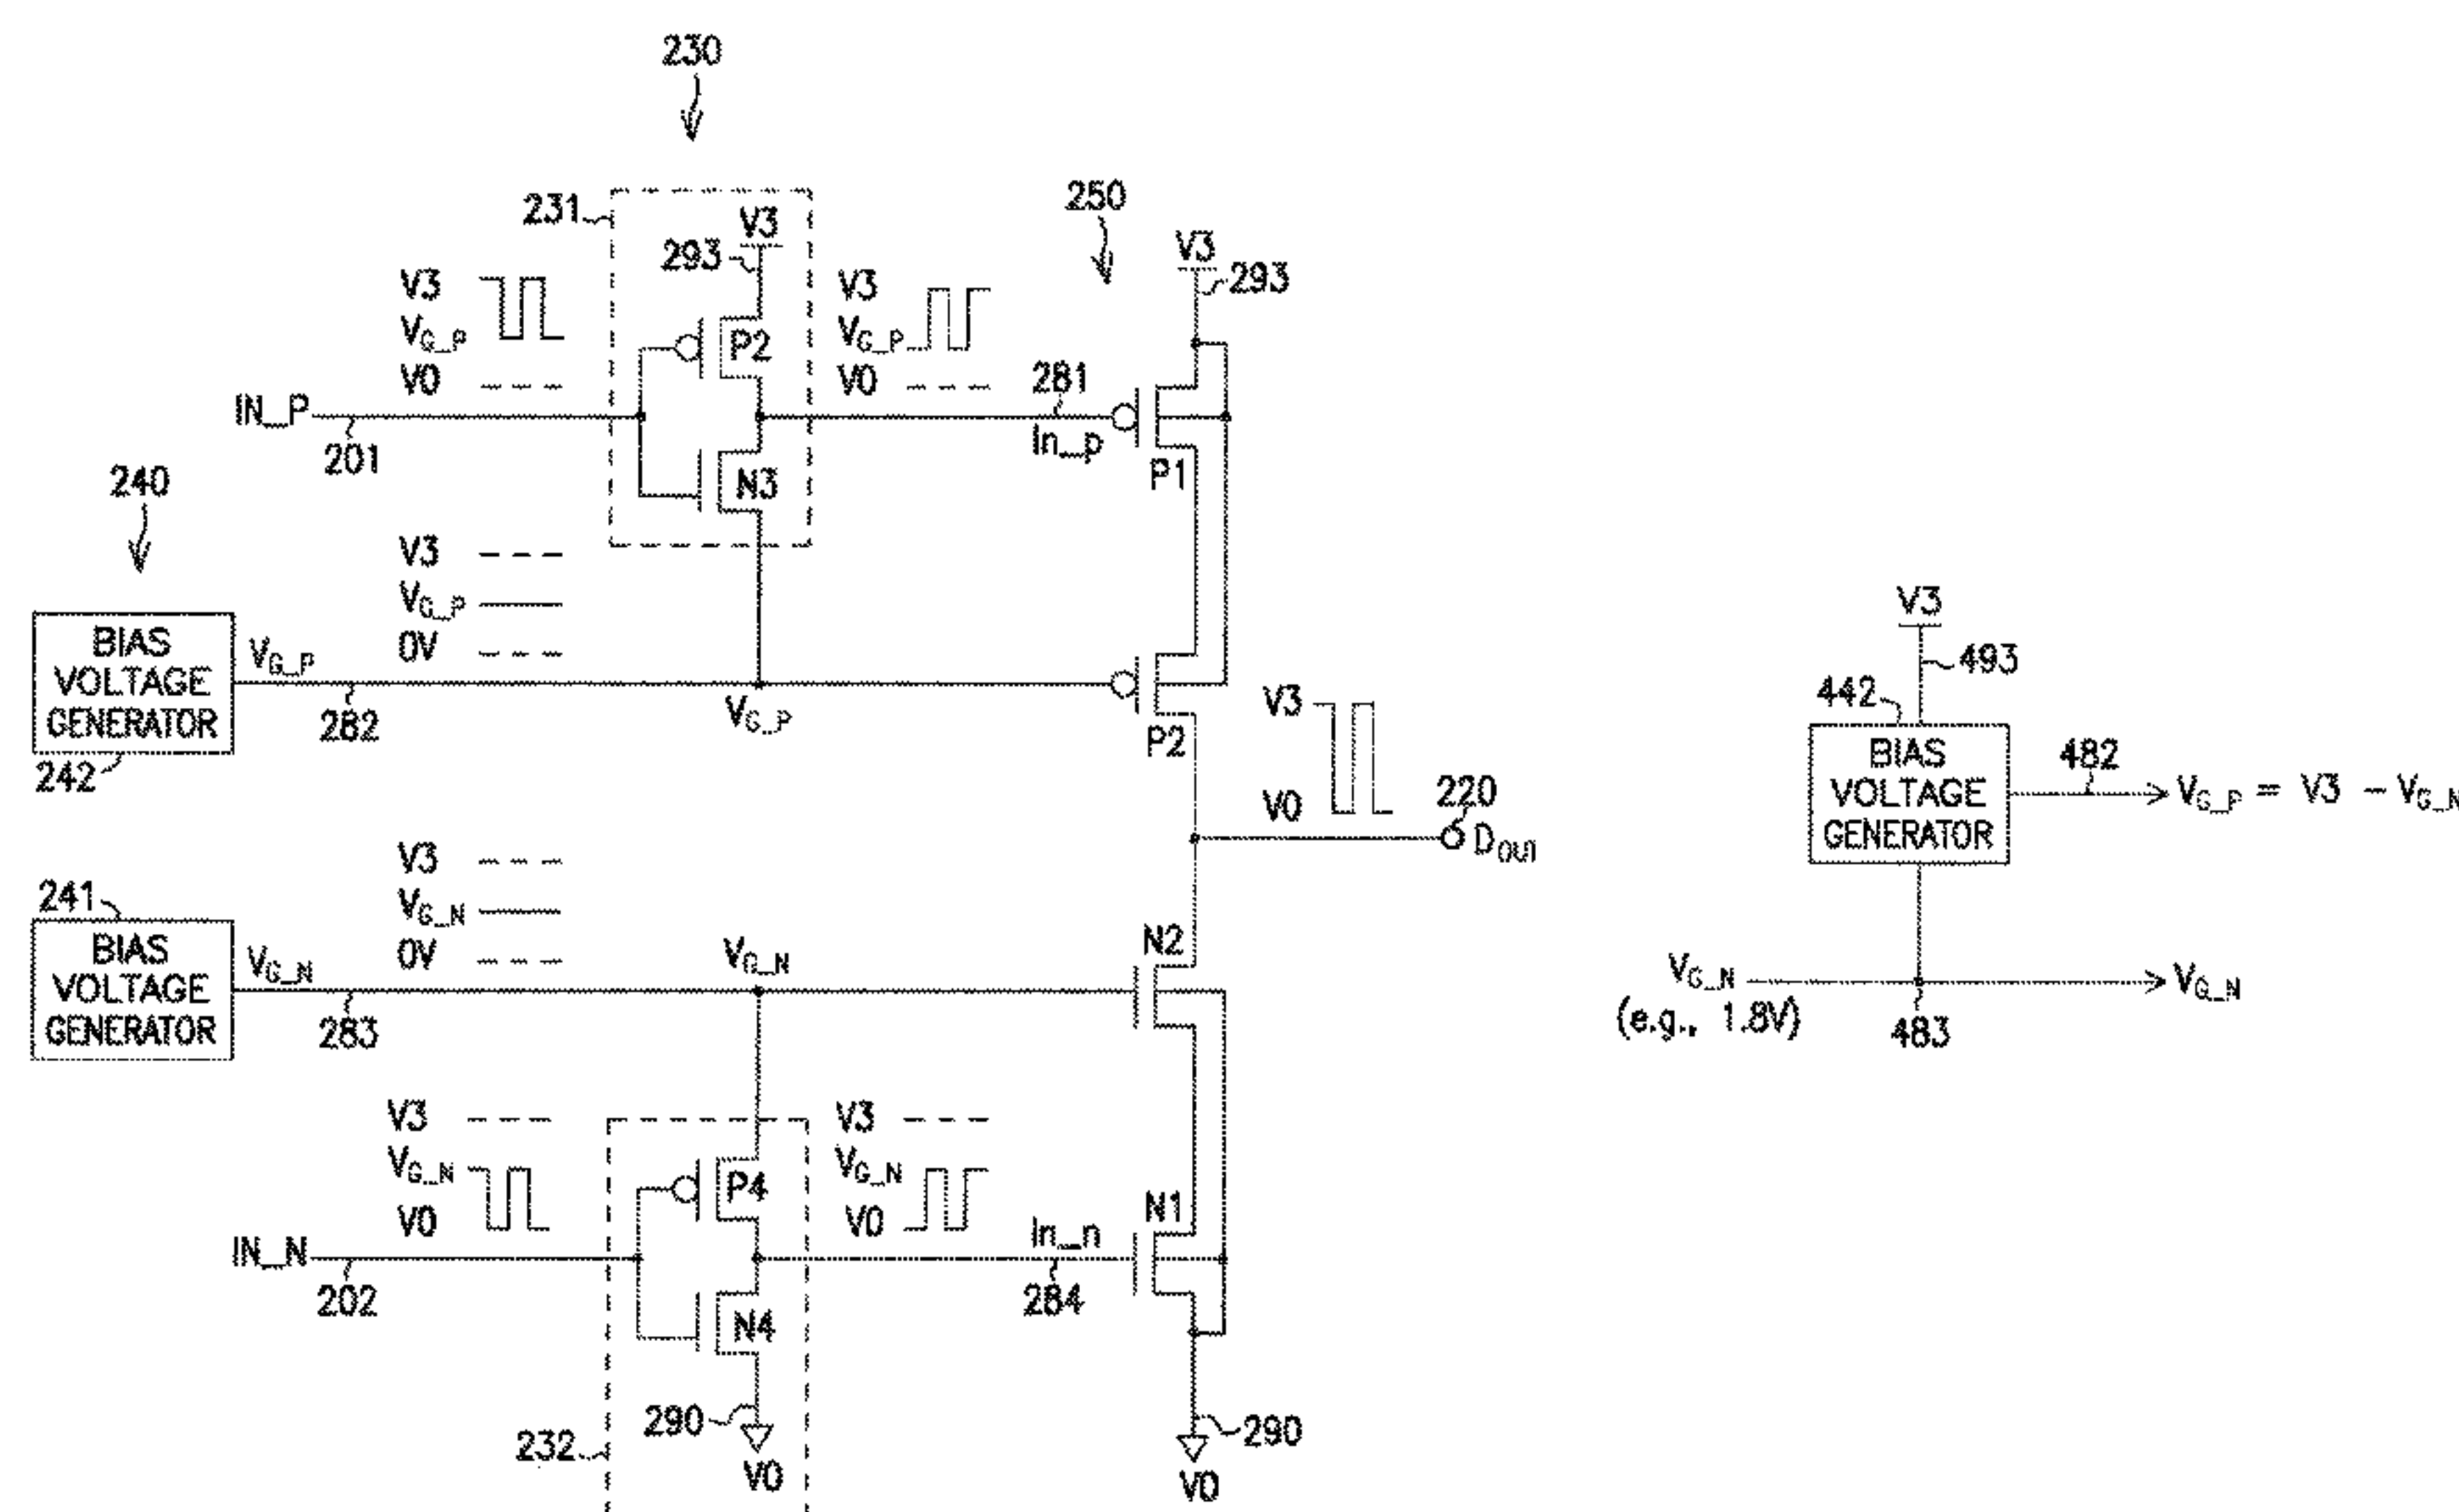 230
250
231
V3
293
V3
293
V3
V_G_P
V0
V3
V_G_P
V0
P2
281
IN_P
201
In_p
P1
N3
240
V3
V_G_P
0V
BIAS
VOLTAGE
GENERATOR
242
V_G_P
282
V_G_P
P2
V3
V0
220
D_OUT
V3
493
442
BIAS
VOLTAGE
GENERATOR
482
V_G_P = V3 - V_G_N
V_G_N
(e.g., 1.8V)
483
V_G_N
241
BIAS
VOLTAGE
GENERATOR
V3
V_G_N
0V
V_G_N
283
V_G_N
N2
V3
V_G_N
V0
V3
V_G_N
V0
P4
N1
IN_N
202
In_n
284
N4
290
232
V0
290
V0